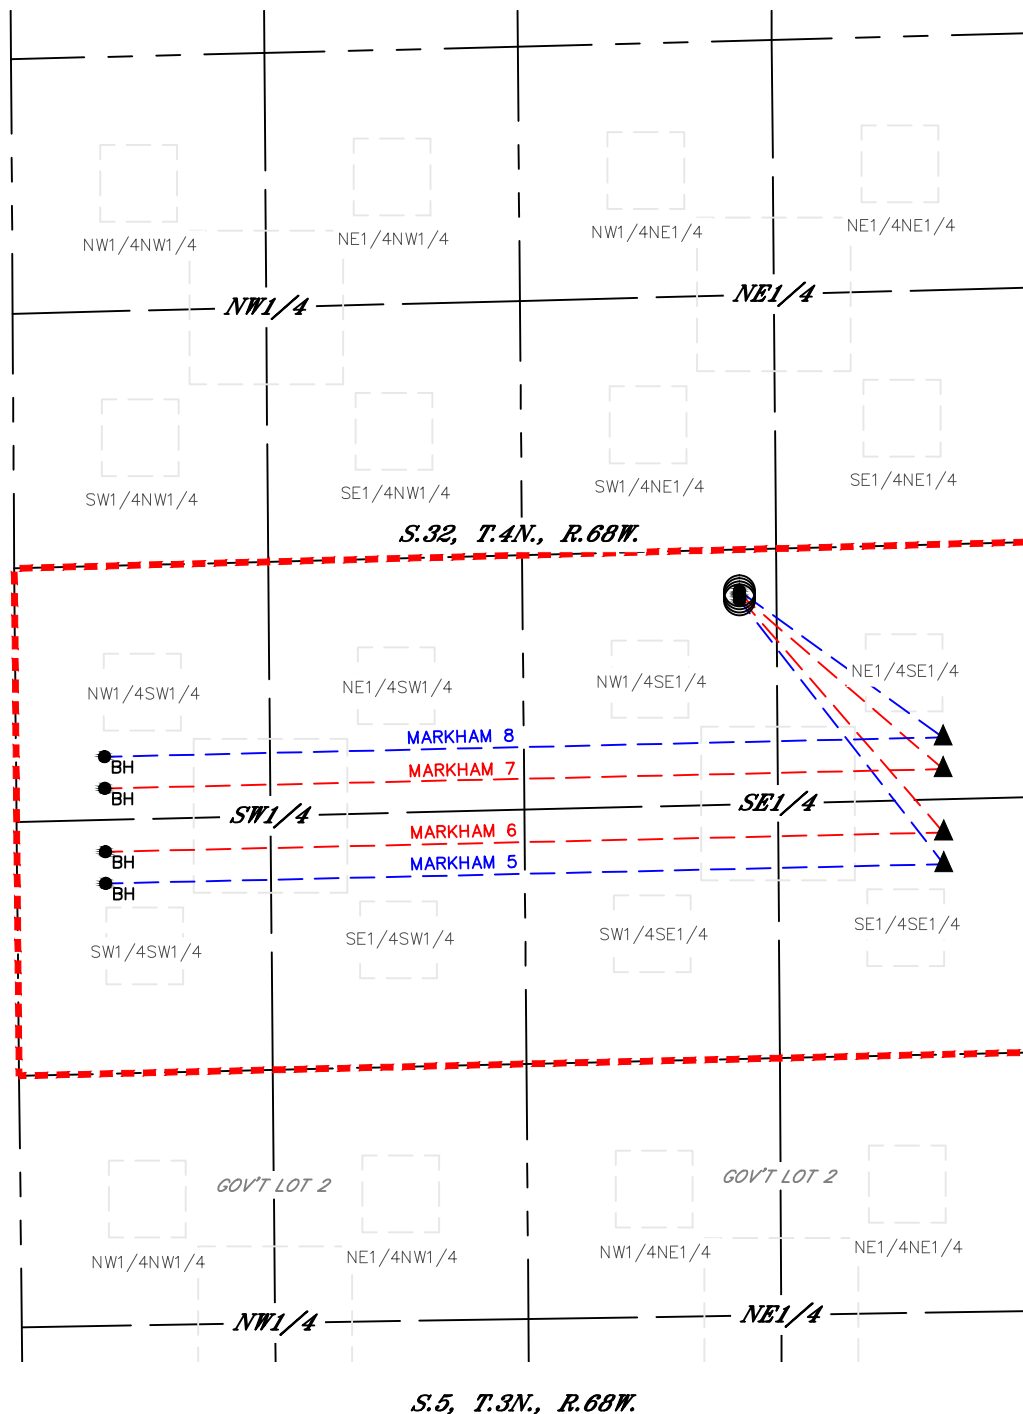 NW1/4NW1/4
NE1/4NW1/4
NW1/4NE1/4
NE1/4NE1/4
NW1/4
NE1/4
SW1/4NW1/4
SE1/4NW1/4
SW1/4NE1/4
SE1/4NE1/4
S.32, T.4N., R.68W.
NW1/4SW1/4
NE1/4SW1/4
NW1/4SE1/4
NE1/4SE1/4
MARKHAM 8
BH
MARKHAM 7
BH
SW1/4
SE1/4
MARKHAM 6
BH
MARKHAM 5
BH
SW1/4SW1/4
SE1/4SW1/4
SW1/4SE1/4
SE1/4SE1/4
GOV'T LOT 2
GOV'T LOT 2
NW1/4NW1/4
NE1/4NW1/4
NW1/4NE1/4
NE1/4NE1/4
NW1/4
NE1/4
S.5, T.3N., R.68W.